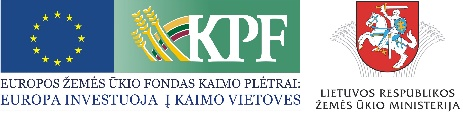 KPF
EUROPOS ŽEMĖS ŪKIO FONDAS KAIMO PLĖTRAI:
EUROPA INVESTUOJA Į KAIMO VIETOVES
LIETUVOS RESPUBLIKOS
ŽEMĖS ŪKIO MINISTERIJA